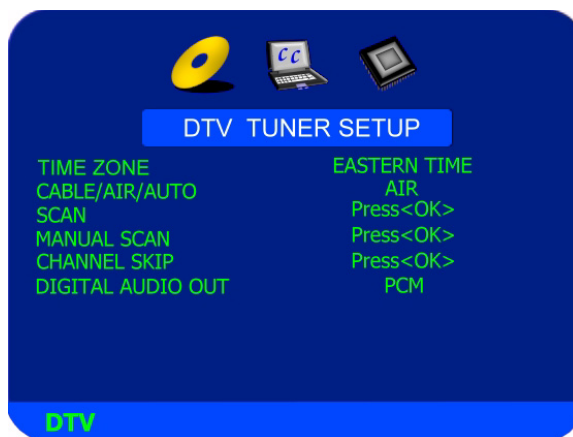 CC
DTV TUNER SETUP
TIME ZONE EASTERN TIME
CABLE/AIR/AUTO AIR
SCAN Press<OK>
MANUAL SCAN Press<OK>
CHANNEL SKIP Press<OK>
DIGITAL AUDIO OUT PCM
DTV